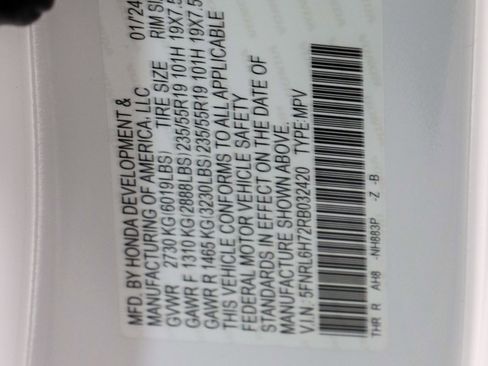 MFD. BY HONDA DEVELOPMENT & 01/24
MANUFACTURING OF AMERICA, LLC
GVWR 2730 KG(6019LBS) TIRE SIZE RIM SI
GAWR F 1310 KG(2888LBS)235/55R19 101H 19X7.5
GAWR R 1465 KG(3230LBS)235/55R19 101H 19X7.5
THIS VEHICLE CONFORMS TO ALL APPLICABLE
FEDERAL MOTOR VEHICLE SAFETY
STANDARDS IN EFFECT ON THE DATE OF
MANUFACTURE SHOWN ABOVE.
V.I.N: 5FNRL6H72RB032420 TYPE:MPV
THR R AH8 -NH883P -Z -B